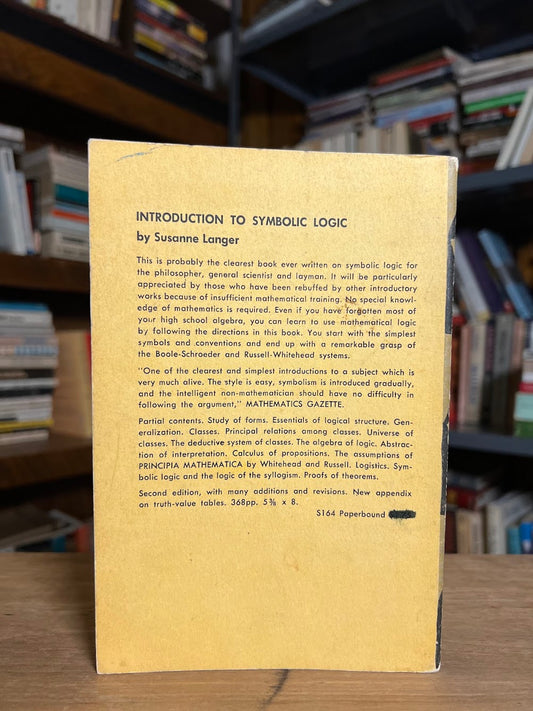 INTRODUCTION TO SYMBOLIC LOGIC
by Susanne Langer
This is probably the clearest book ever written on symbolic logic for
the philosopher, general scientist and layman. It will be particularly
appreciated by those who have been rebuffed by other introductory
works because of insufficient mathematical training. No special knowl-
edge of mathematics is required. Even if you have forgotten most of
your high school algebra, you can learn to use mathematical logic
by following the directions in this book. You start with the simplest
symbols and conventions and end up with a remarkable grasp of
the Boole-Schroeder and Russell-Whitehead systems.
"One of the clearest and simplest introductions to a subject which is
very much alive. The style is easy, symbolism is introduced gradually,
and the intelligent non-mathematician should have no difficulty in
following the argument," MATHEMATICS GAZETTE.
Partial contents. Study of forms. Essentials of logical structure. Gen-
eralization. Classes. Principal relations among classes. Universe of
classes. The deductive system of classes. The algebra of logic. Abstrac-
tion of interpretation. Calculus of propositions. The assumptions of
PRINCIPIA MATHEMATICA by Whitehead and Russell. Logistics. Sym-
bolic logic and the logic of the syllogism. Proofs of theorems.
Second edition, with many additions and revisions. New appendix
on truth-value tables. 368pp. 5⅜ x 8.
S164 Paperbound